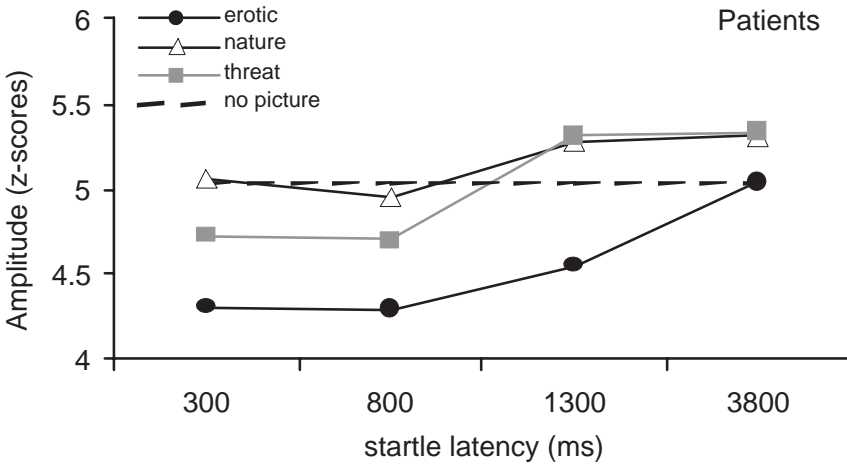 Patients
erotic
nature
threat
no picture
Amplitude (z-scores)
6
5.5
5
4.5
4
300 800 1300 3800
startle latency (ms)